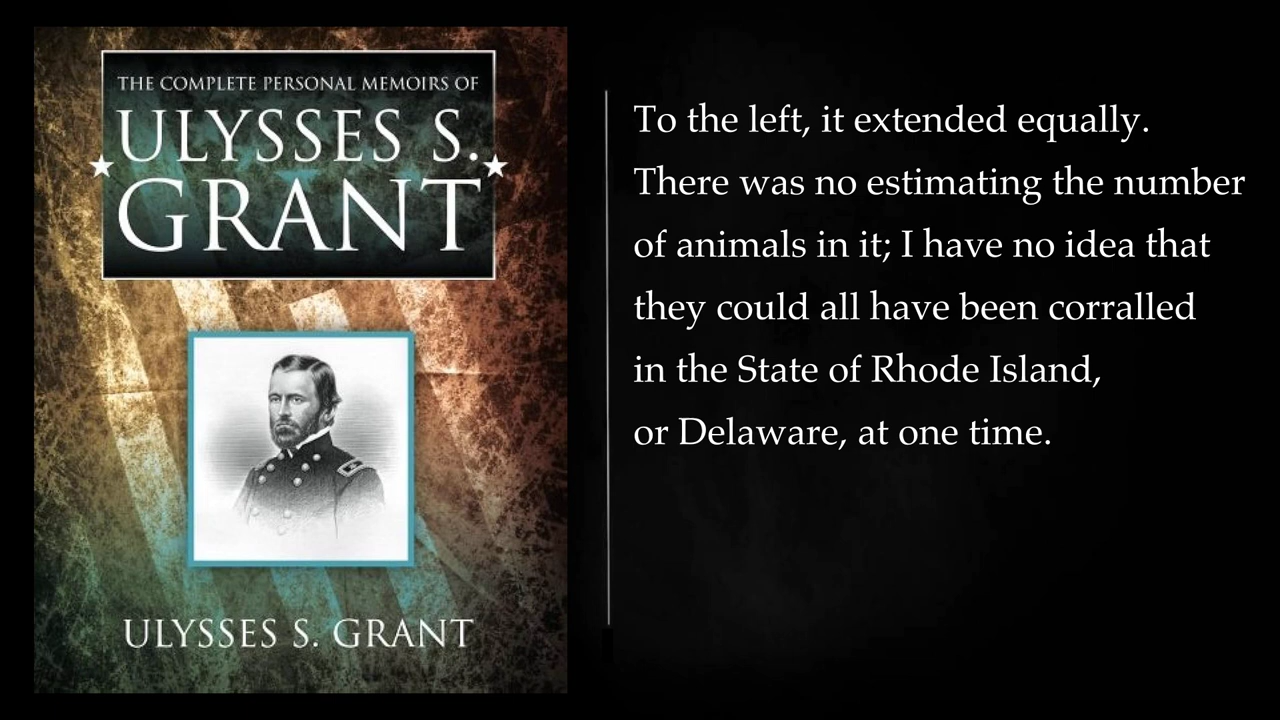 THE COMPLETE PERSONAL MEMOIRS OF
ULYSSES S.
GRANT
ULYSSES S. GRANT
To the left, it extended equally.
There was no estimating the number
of animals in it; I have no idea that
they could all have been corralled
in the State of Rhode Island,
or Delaware, at one time.